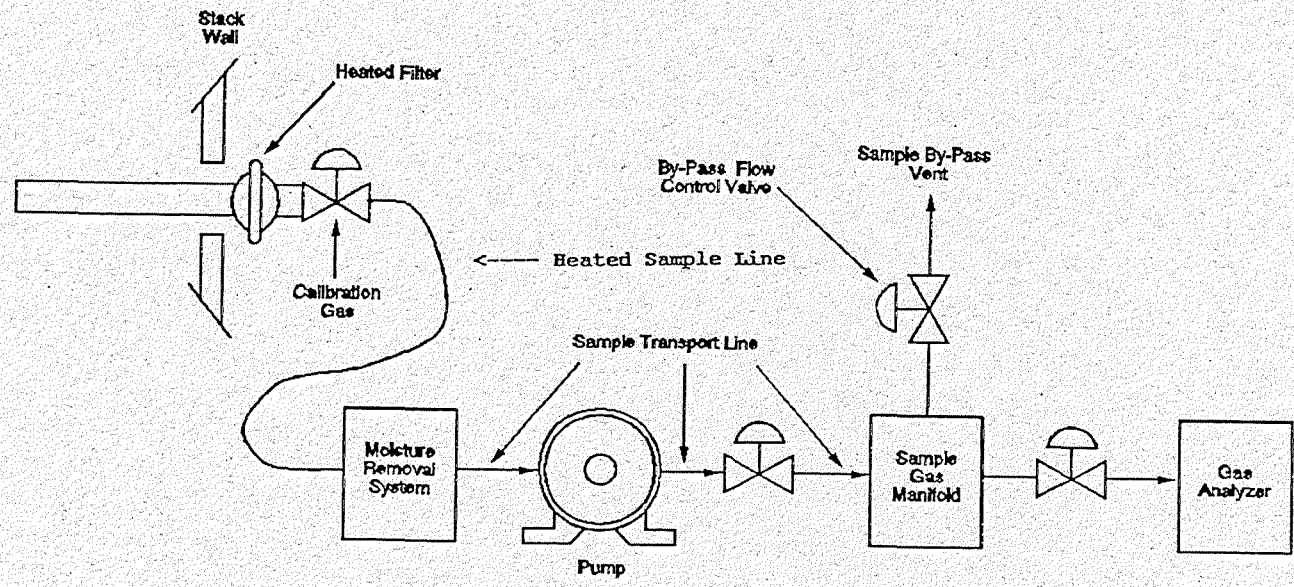 Stack
Wall
Heated Filter
By-Pass Flow
Control Valve
Sample By-Pass
Vent
<---- Heated Sample Line
Calibration
Gas
Sample Transport Line
Moisture
Removal
System
Pump
Sample
Gas
Manifold
Gas
Analyzer